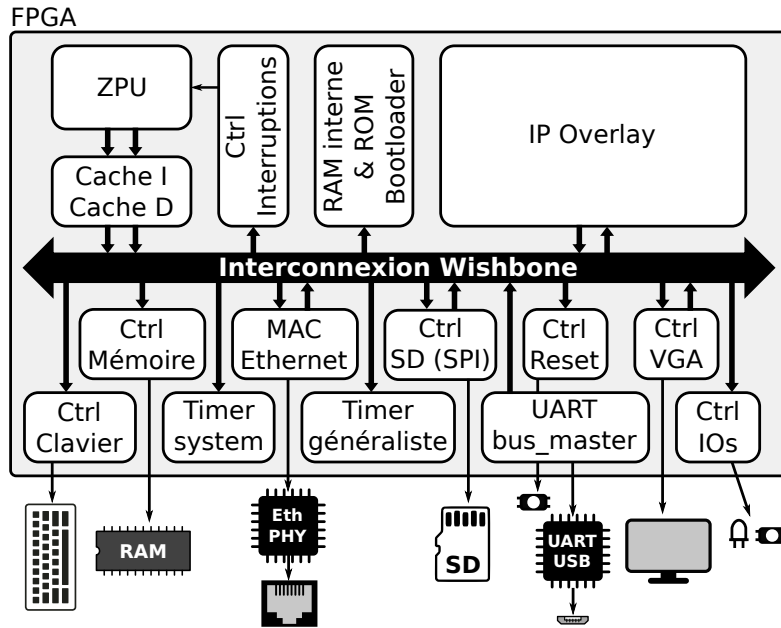 FPGA
ZPU
Ctrl
Interruptions
RAM interne
& ROM
Bootloader
IP Overlay
Cache I
Cache D
Interconnexion Wishbone
Ctrl
Mémoire
MAC
Ethernet
Ctrl
SD (SPI)
Ctrl
Reset
Ctrl
VGA
Ctrl
Clavier
Timer
system
Timer
généraliste
UART
bus_master
Ctrl
IOs
RAM
Eth
PHY
SD
UART
USB